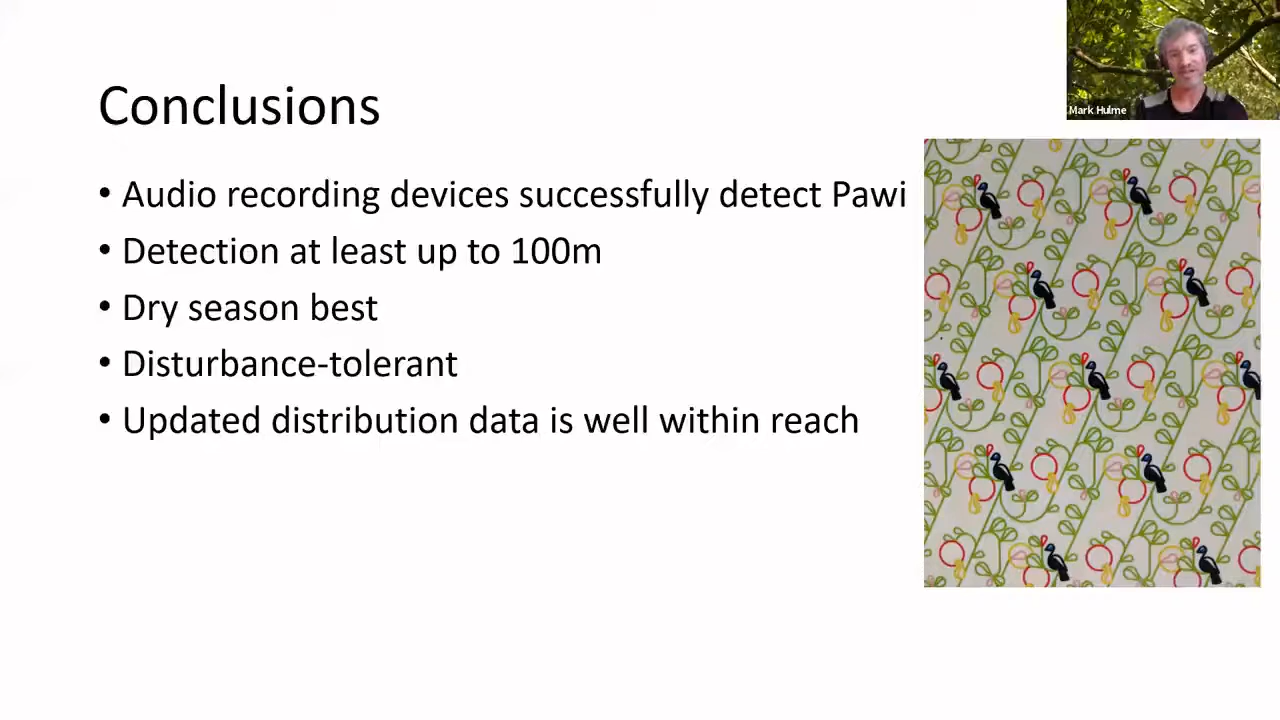 Mark Hulme
Conclusions
• Audio recording devices successfully detect Pawi
• Detection at least up to 100m
• Dry season best
• Disturbance-tolerant
• Updated distribution data is well within reach